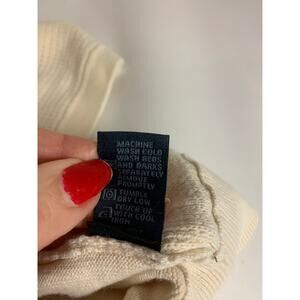 MACHINE
WASH COLD
WASH REDS
AND DARKS
SEPARATELY
REMOVE
PROMPTLY
TUMBLE
DRY LOW
TOUCH UP
WITH COOL
IRON